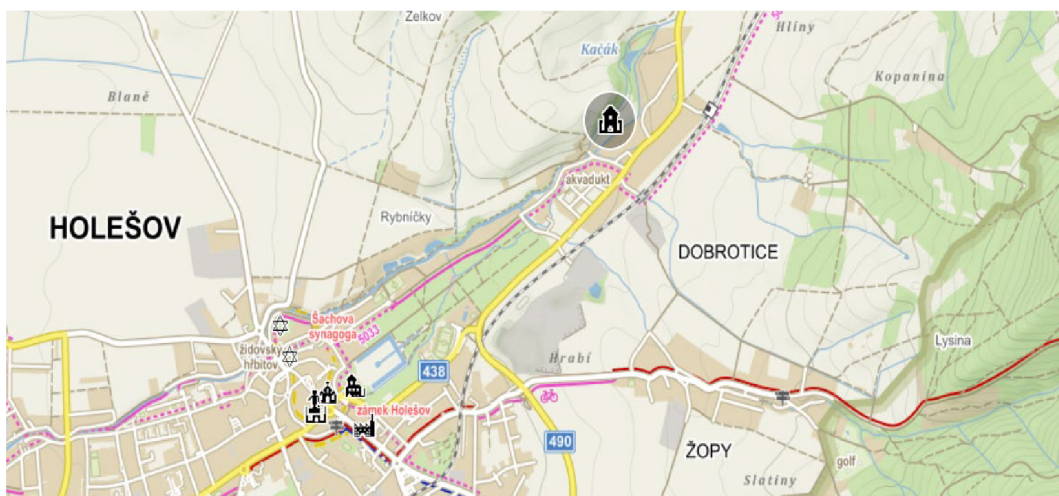 Zelkov
Hlíny
Kačák
Kopanina
Blaně
akvadukt
Rybníčky
HOLEŠOV
DOBROTICE
Šachova
synagoga
5033
židovský
hřbitov
438
Hrabí
Lysina
zámek Holešov
490
ŽOPY
golf
Slatiny